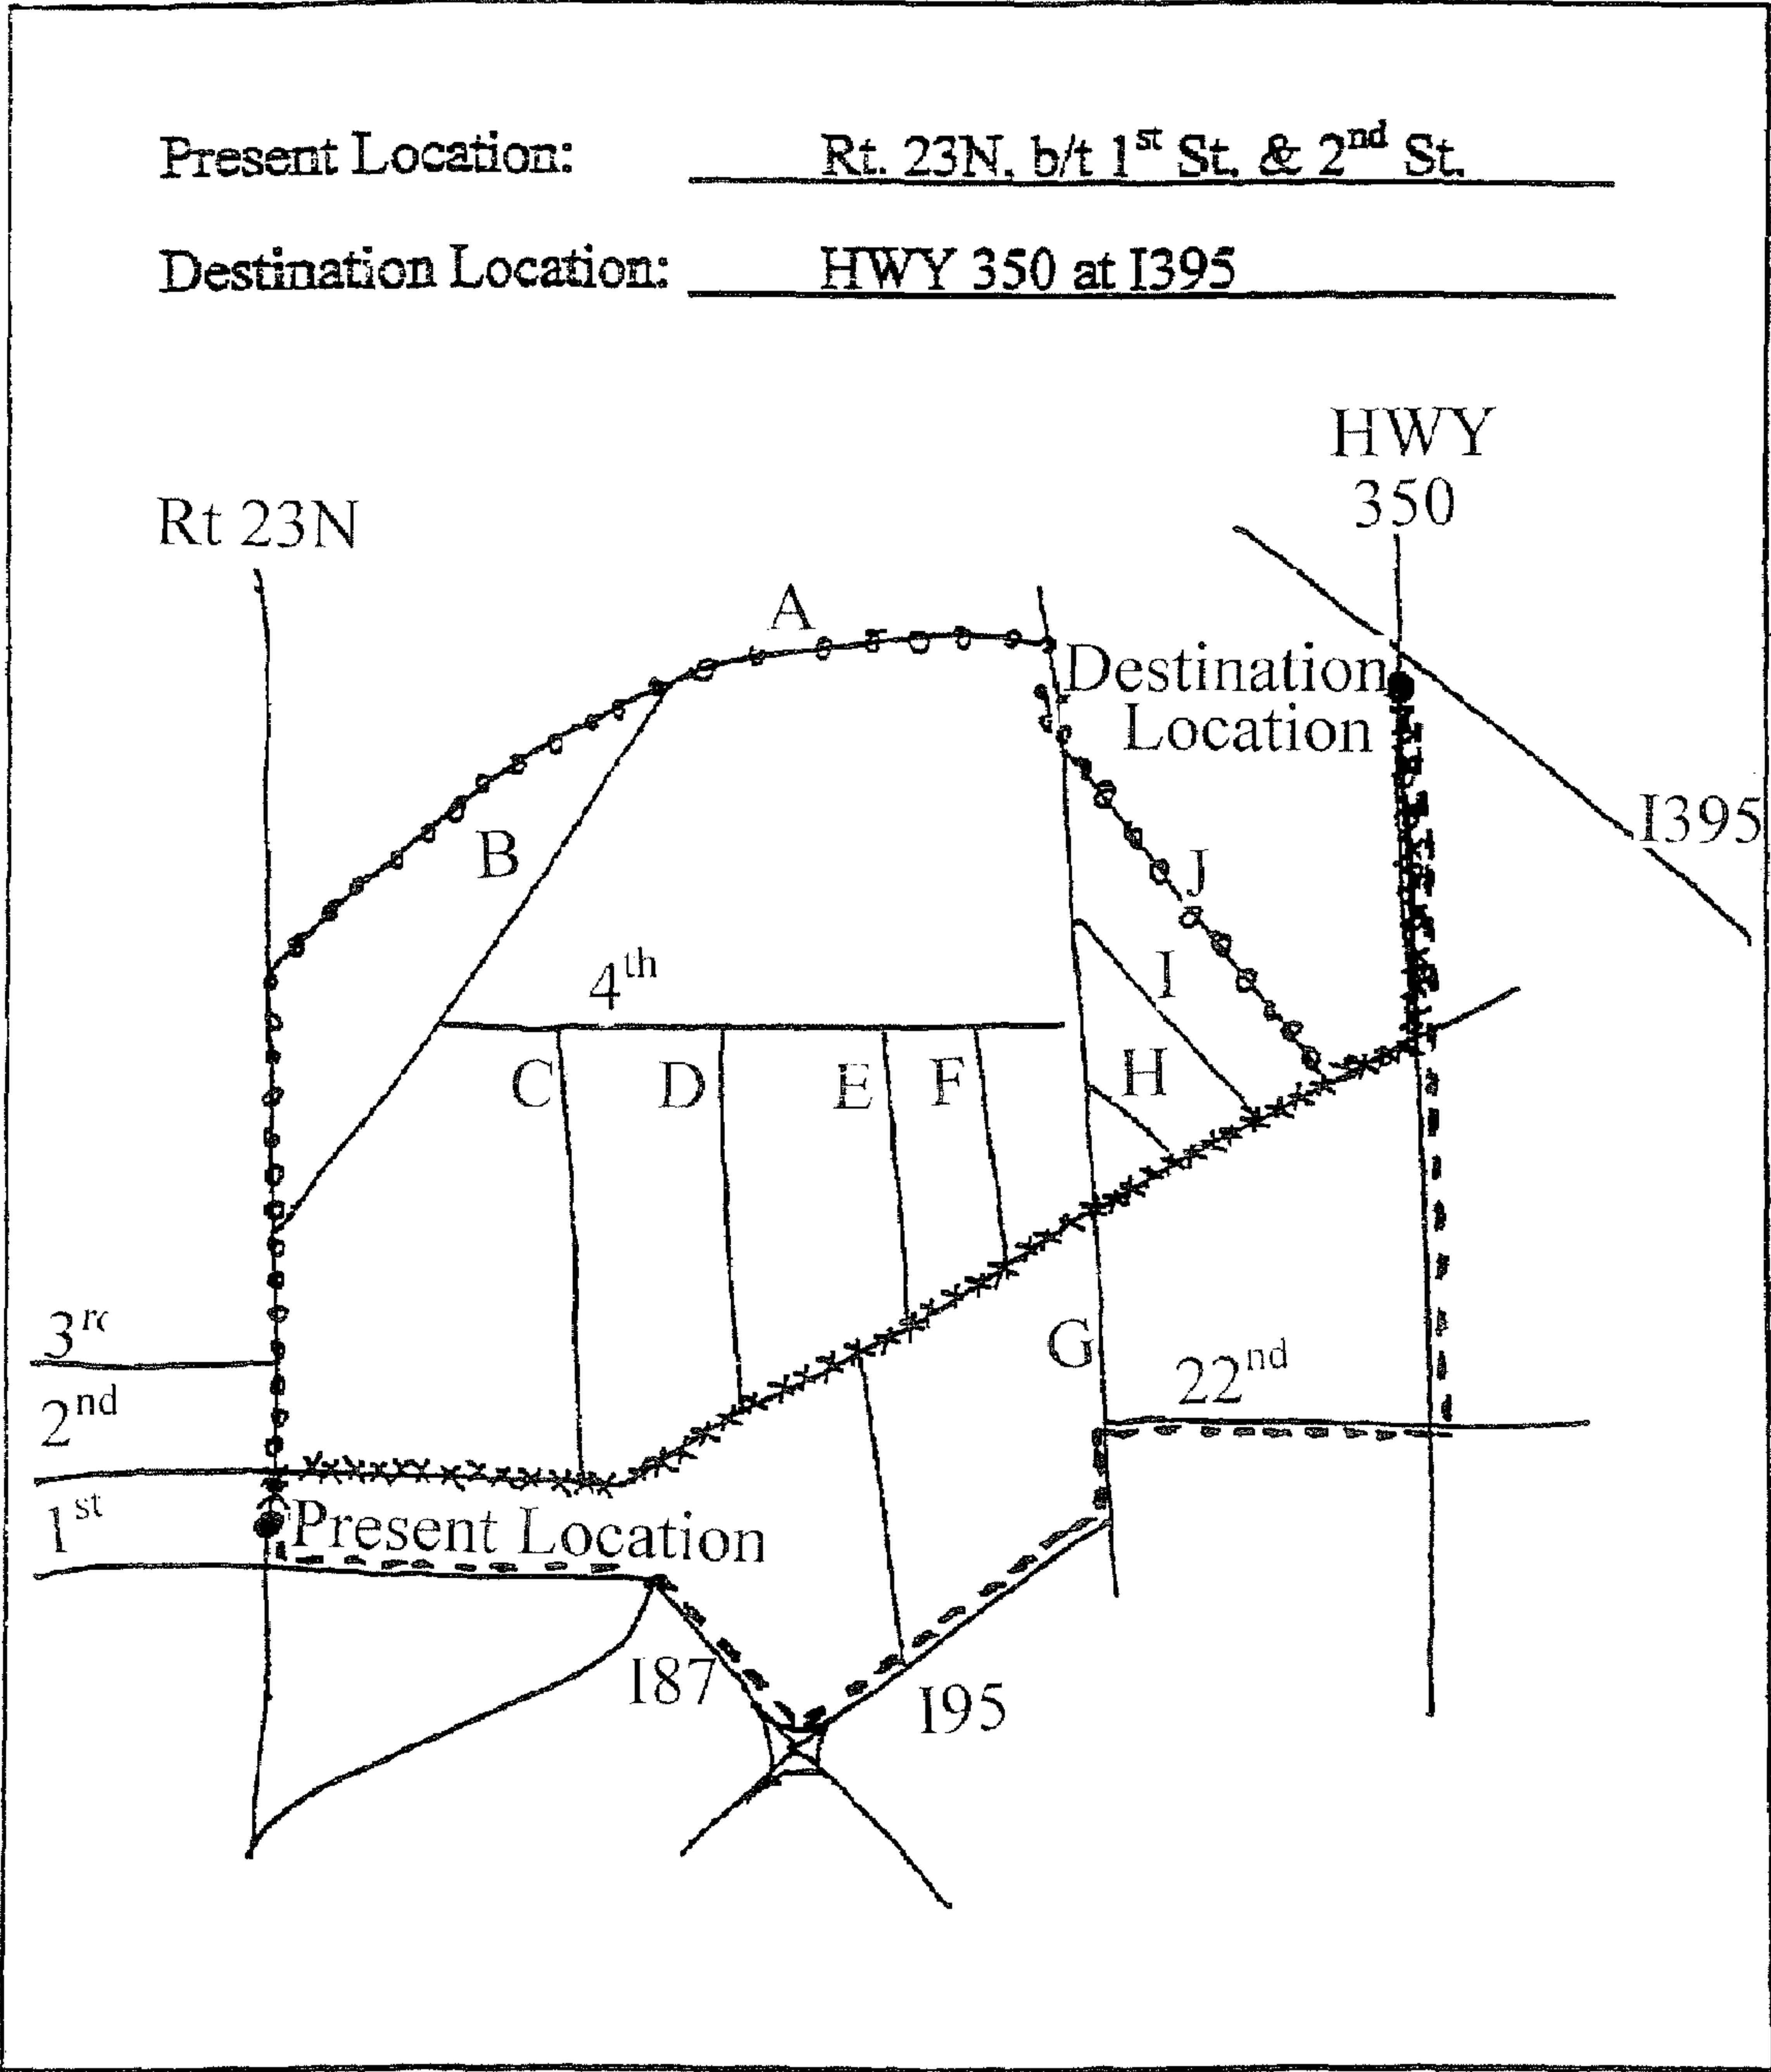 Present Location: Rt. 23N, b/t 1st St. & 2nd St.
Destination Location: HWY 350 at I395
HWY
350
Rt 23N
A
Destination
Location
I395
B
J
4th
I
C
D
E
F
H
3rd
G
22nd
2nd
1st
Present Location
I87
I95